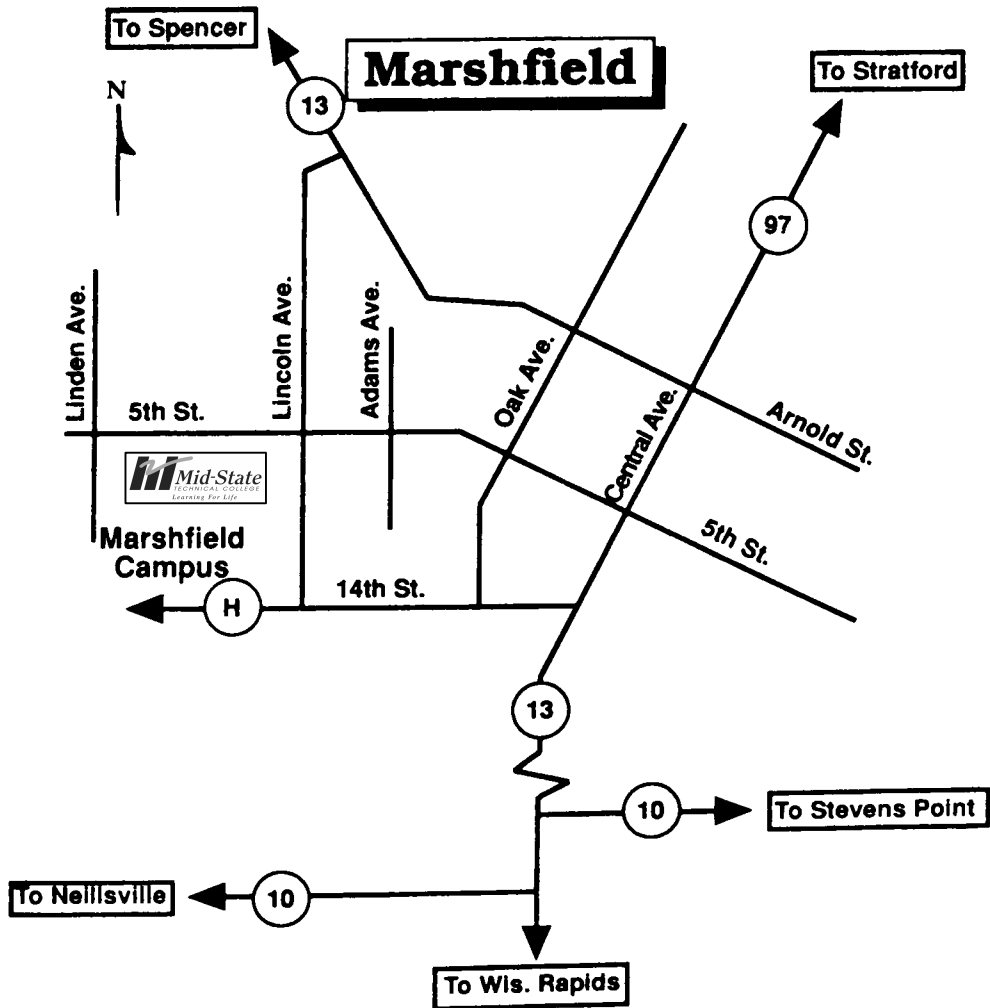 To Spencer
Marshfield
To Stratford
N
13
97
Linden Ave.
Lincoln Ave.
Adams Ave.
Oak Ave.
Central Ave.
Arnold St.
5th St.
Mid-State
TECHNICAL COLLEGE
Learning For Life
5th St.
Marshfield
Campus
14th St.
H
13
10
To Stevens Point
To Neillsville
10
To Wis. Rapids